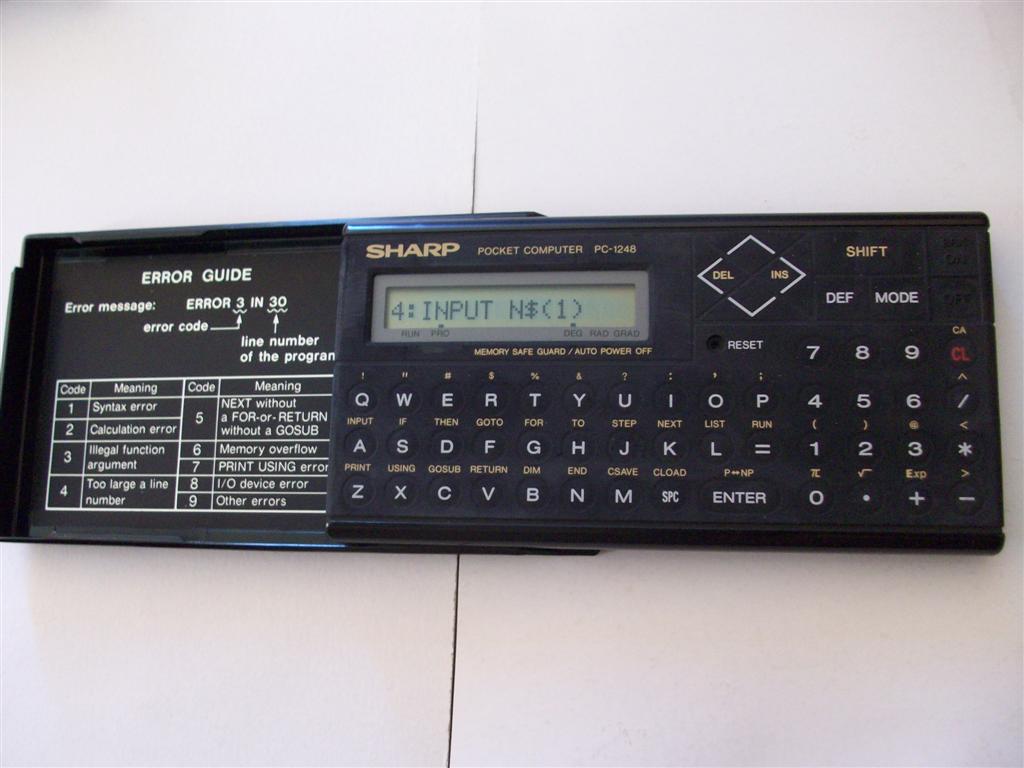 ERROR GUIDE
Error message: ERROR 3 IN 30
error code
line number
of the program
Code Meaning Code Meaning
1 Syntax error
2 Calculation error
3 Illegal function
argument
4 Too large a line
number
5 NEXT without
a FOR-or-RETURN
without a GOSUB
6 Memory overflow
7 PRINT USING error
8 I/O device error
9 Other errors
SHARP POCKET COMPUTER PC-1248
4:INPUT N$(1)
RUN PRO DEG RAD GRAD
MEMORY SAFE GUARD / AUTO POWER OFF
DEL INS
SHIFT
BRK
ON
DEF MODE OFF
RESET
CA
7 8 9 CL
! " # $ % & ? : , ; ^
Q W E R T Y U I O P 4 5 6 /
INPUT IF THEN GOTO FOR TO STEP NEXT LIST RUN ( ) @ <
A S D F G H J K L = 1 2 3 *
PRINT USING GOSUB RETURN DIM END CSAVE CLOAD P↔NP π √ Exp >
Z X C V B N M SPC ENTER 0 • + −